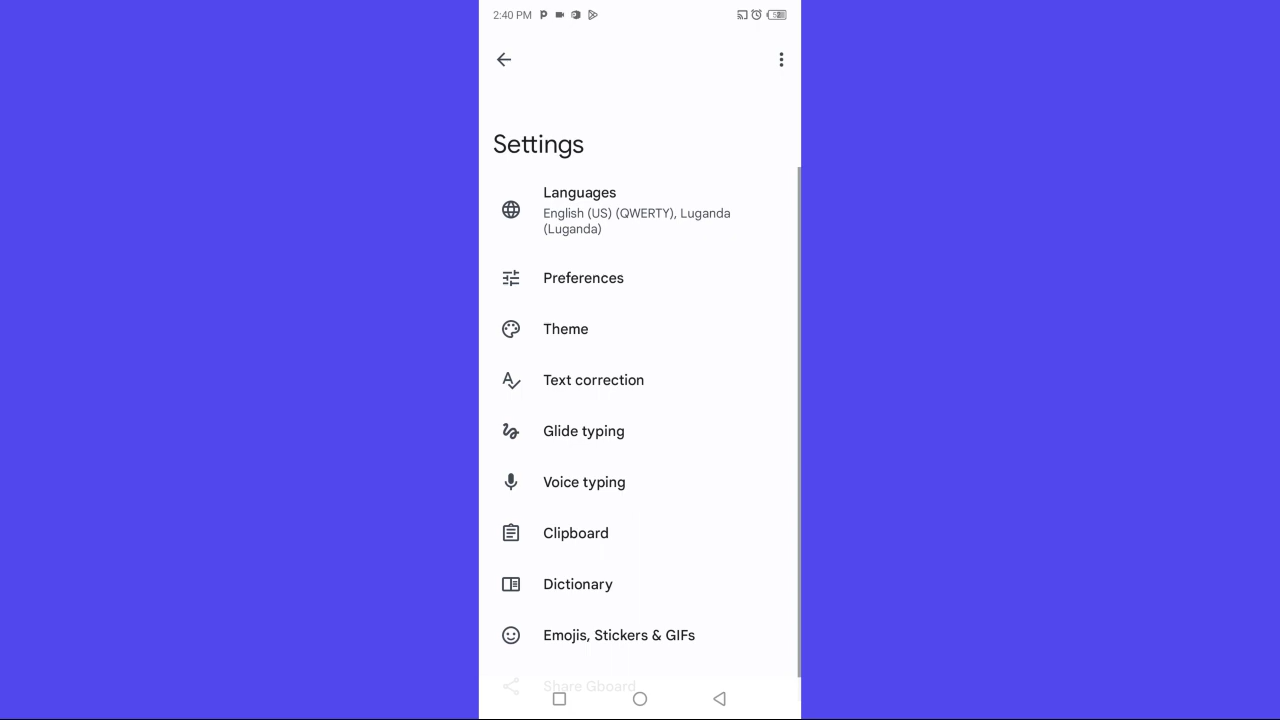 2:40 PM
Settings
Languages
English (US) (QWERTY), Luganda
(Luganda)
Preferences
Theme
Text correction
Glide typing
Voice typing
Clipboard
Dictionary
Emojis, Stickers & GIFs
Share Gboard